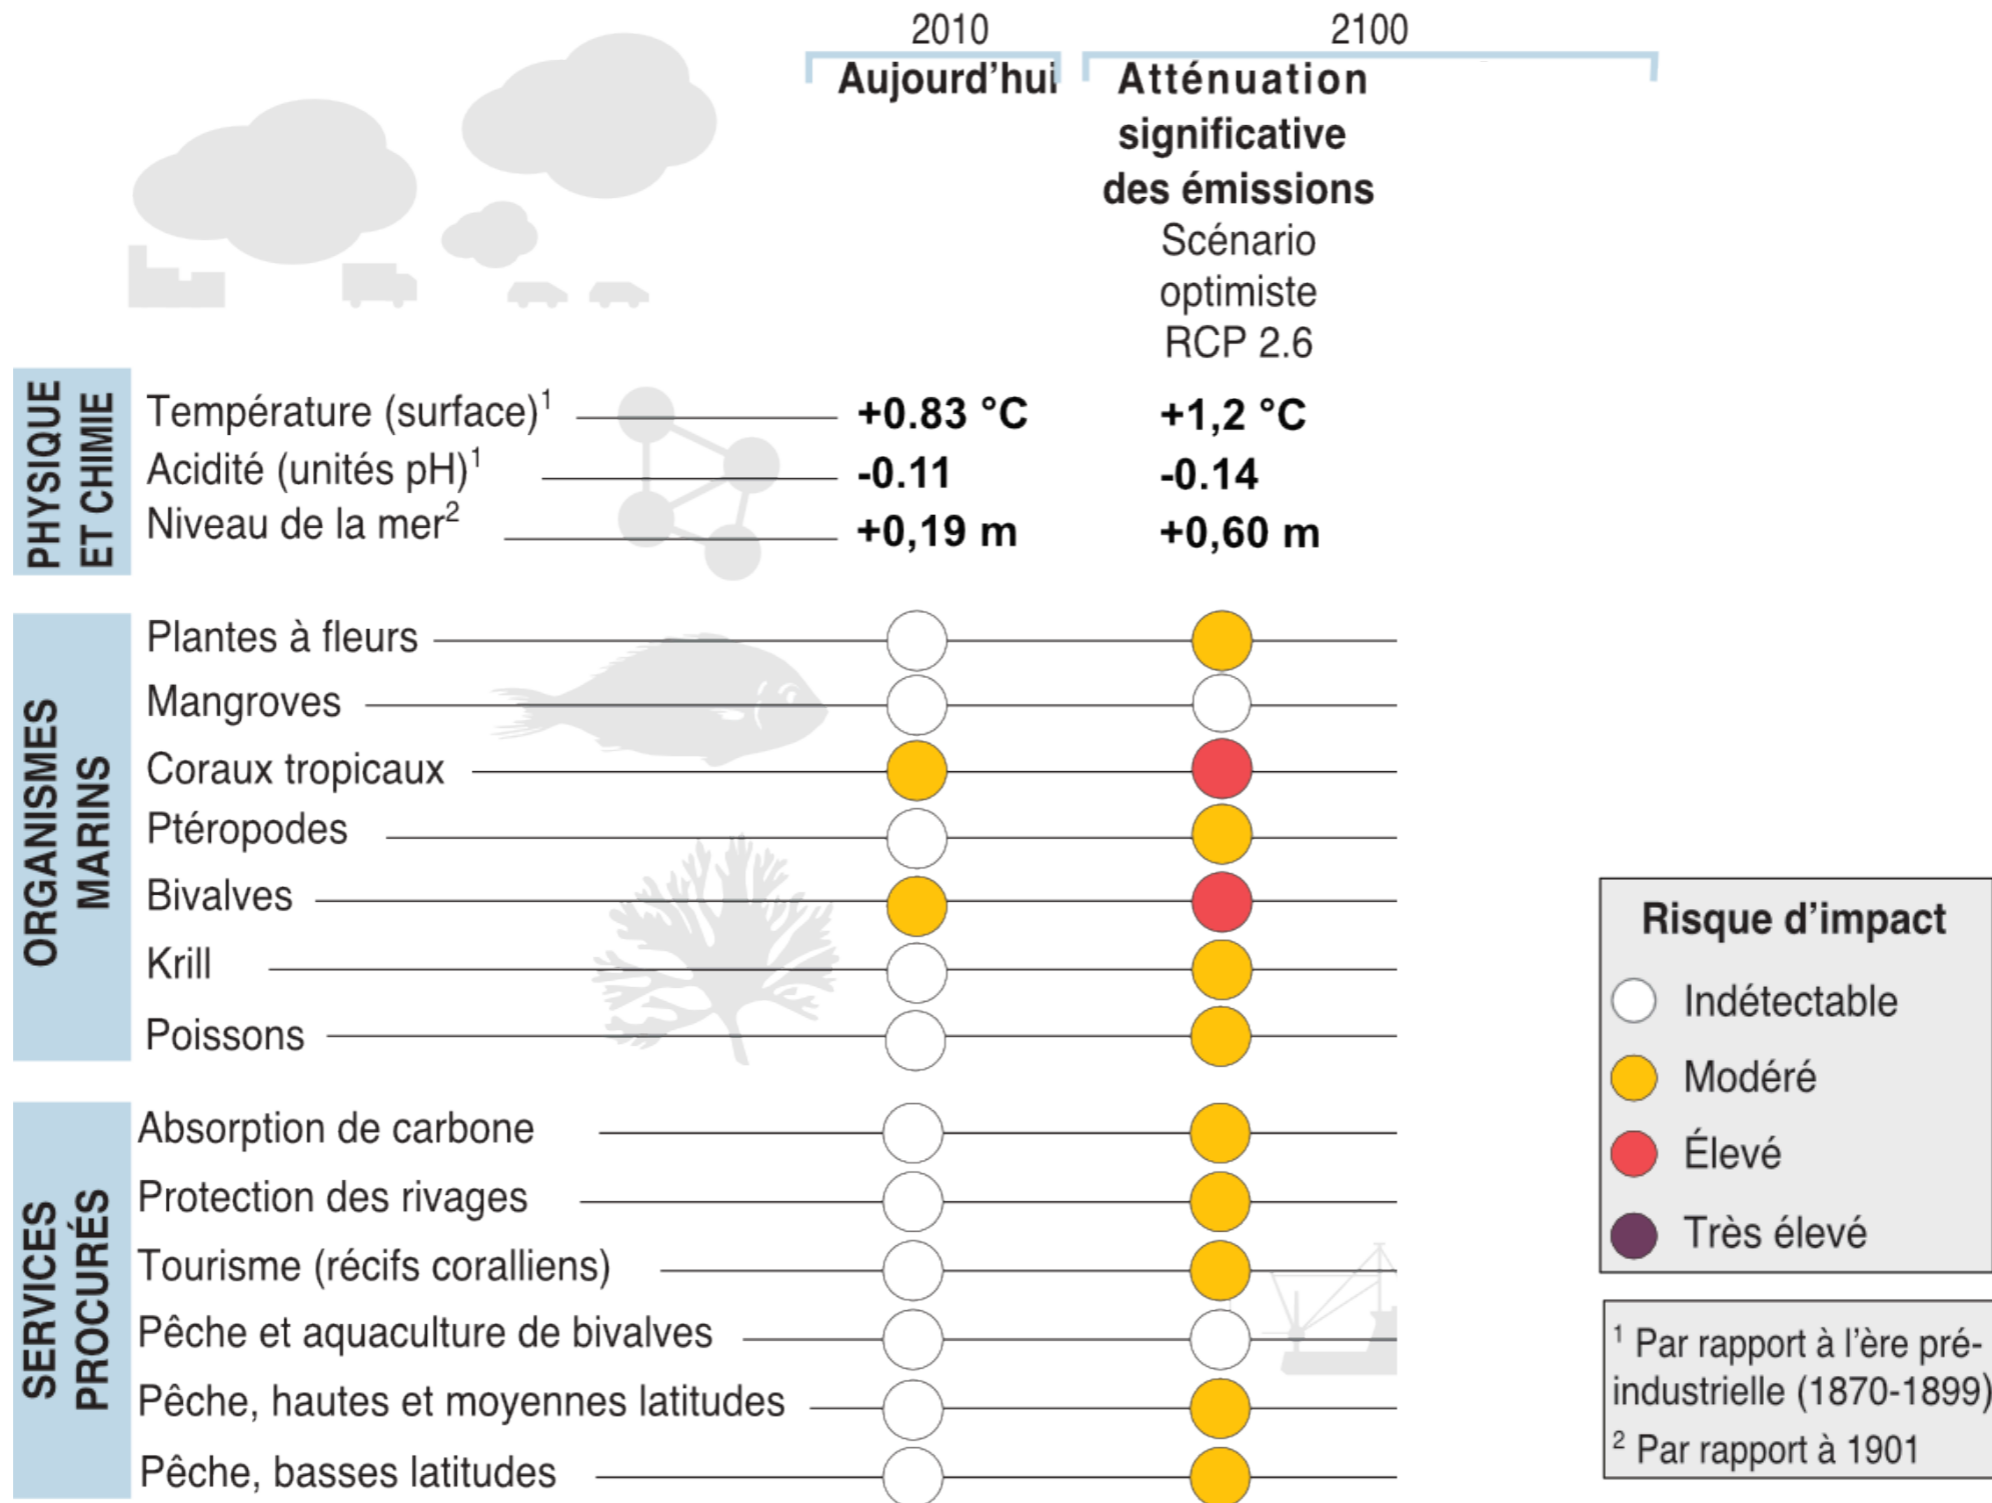 2010
2100
Aujourd'hui
Atténuation
significative
des émissions
Scénario
optimiste
RCP 2.6
PHYSIQUE
ET CHIMIE
Température (surface)¹ +0.83 °C +1,2 °C
Acidité (unités pH)¹ -0.11 -0.14
Niveau de la mer² +0,19 m +0,60 m
ORGANISMES
MARINS
Plantes à fleurs
Mangroves
Coraux tropicaux
Ptéropodes
Bivalves
Krill
Poissons
SERVICES
PROCURÉS
Absorption de carbone
Protection des rivages
Tourisme (récifs coralliens)
Pêche et aquaculture de bivalves
Pêche, hautes et moyennes latitudes
Pêche, basses latitudes
Risque d'impact
Indétectable
Modéré
Élevé
Très élevé
¹ Par rapport à l'ère pré-
industrielle (1870-1899)
² Par rapport à 1901